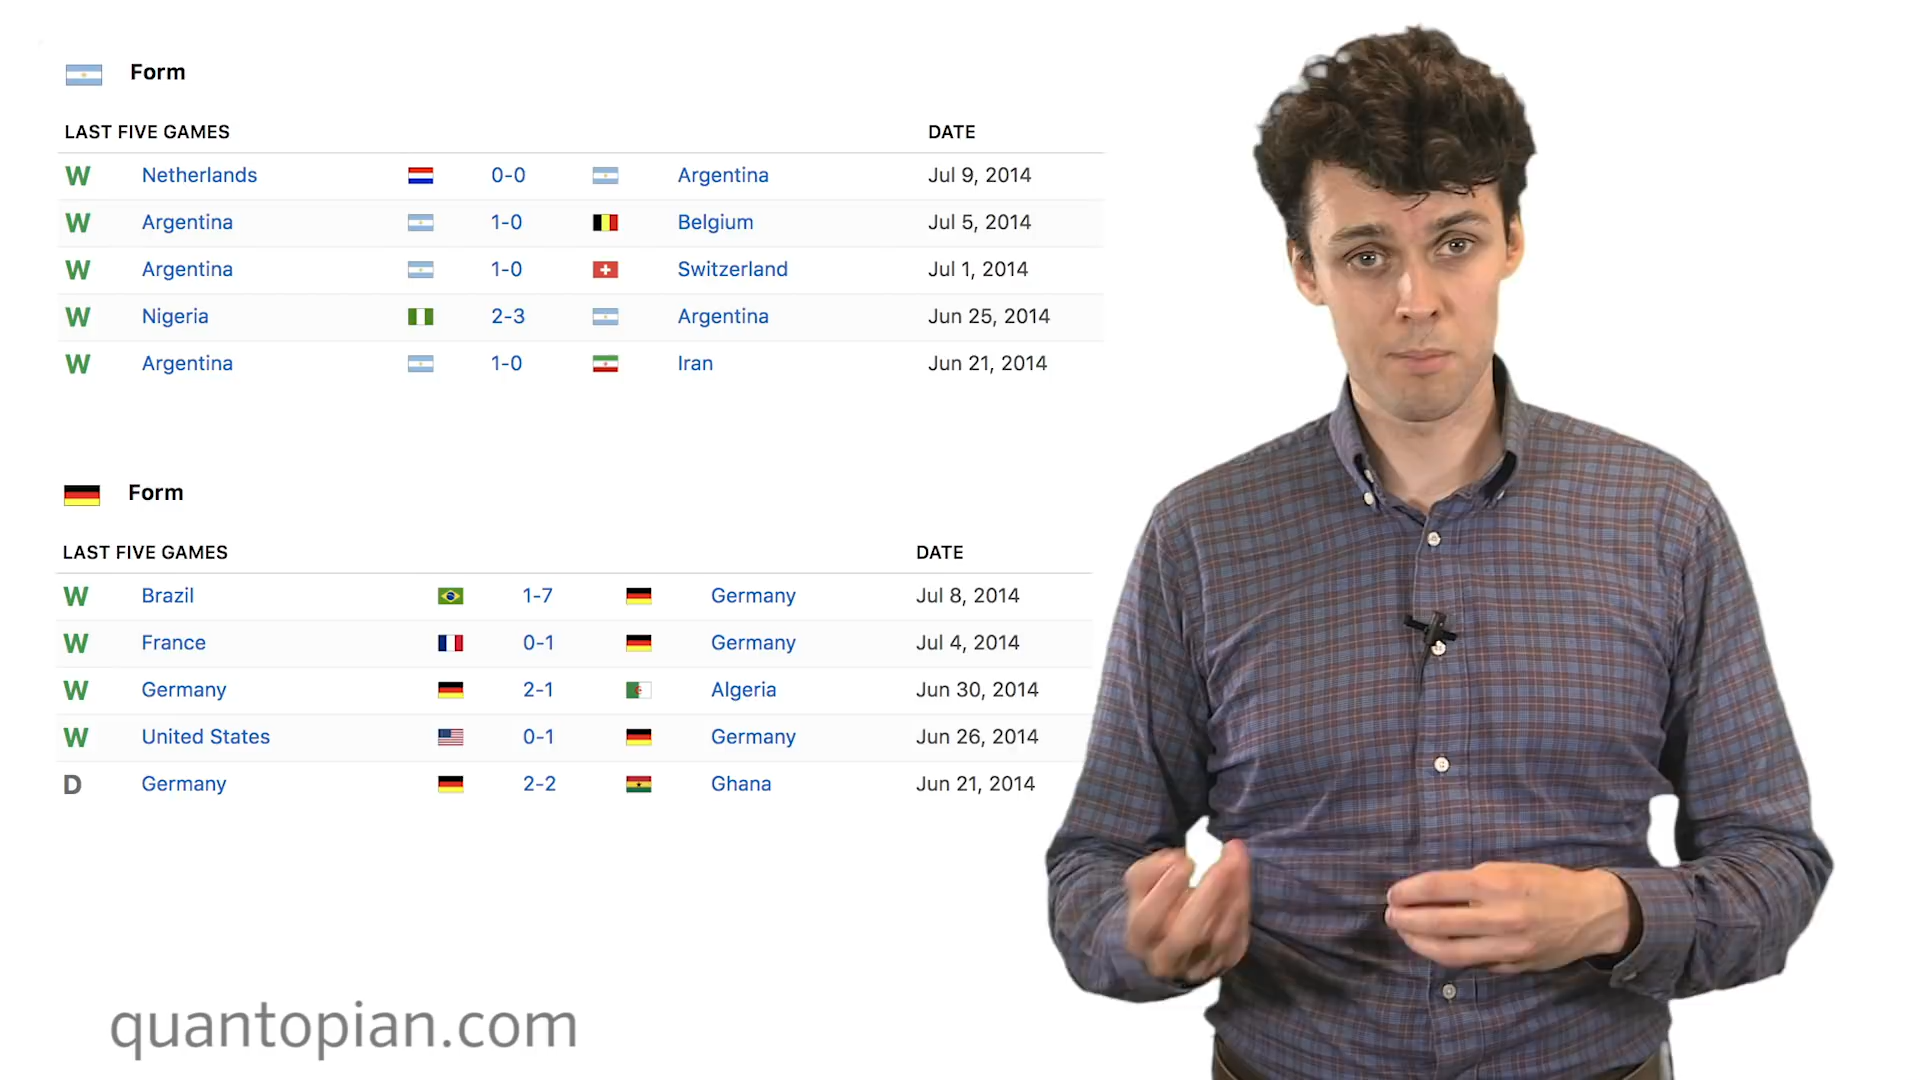 Form
LAST FIVE GAMES DATE
W Netherlands 0-0 Argentina Jul 9, 2014
W Argentina 1-0 Belgium Jul 5, 2014
W Argentina 1-0 Switzerland Jul 1, 2014
W Nigeria 2-3 Argentina Jun 25, 2014
W Argentina 1-0 Iran Jun 21, 2014
Form
LAST FIVE GAMES DATE
W Brazil 1-7 Germany Jul 8, 2014
W France 0-1 Germany Jul 4, 2014
W Germany 2-1 Algeria Jun 30, 2014
W United States 0-1 Germany Jun 26, 2014
D Germany 2-2 Ghana Jun 21, 2014
quantopian.com